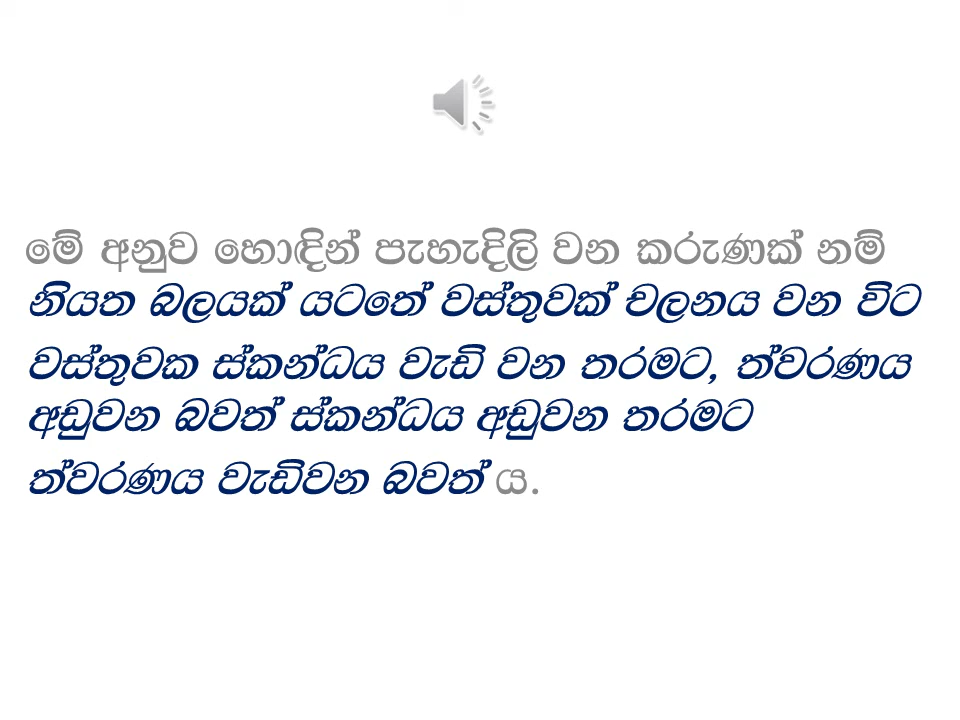 මේ අනුව හොඳින් පැහැදිලි වන කරුණක් නම්
නියත බලයක් යටතේ වස්තුවක් චලනය වන විට
වස්තුවක ස්කන්ධය වැඩි වන තරමට, ත්වරණය
අඩුවන බවත් ස්කන්ධය අඩුවන තරමට
ත්වරණය වැඩිවන බවත් ය.